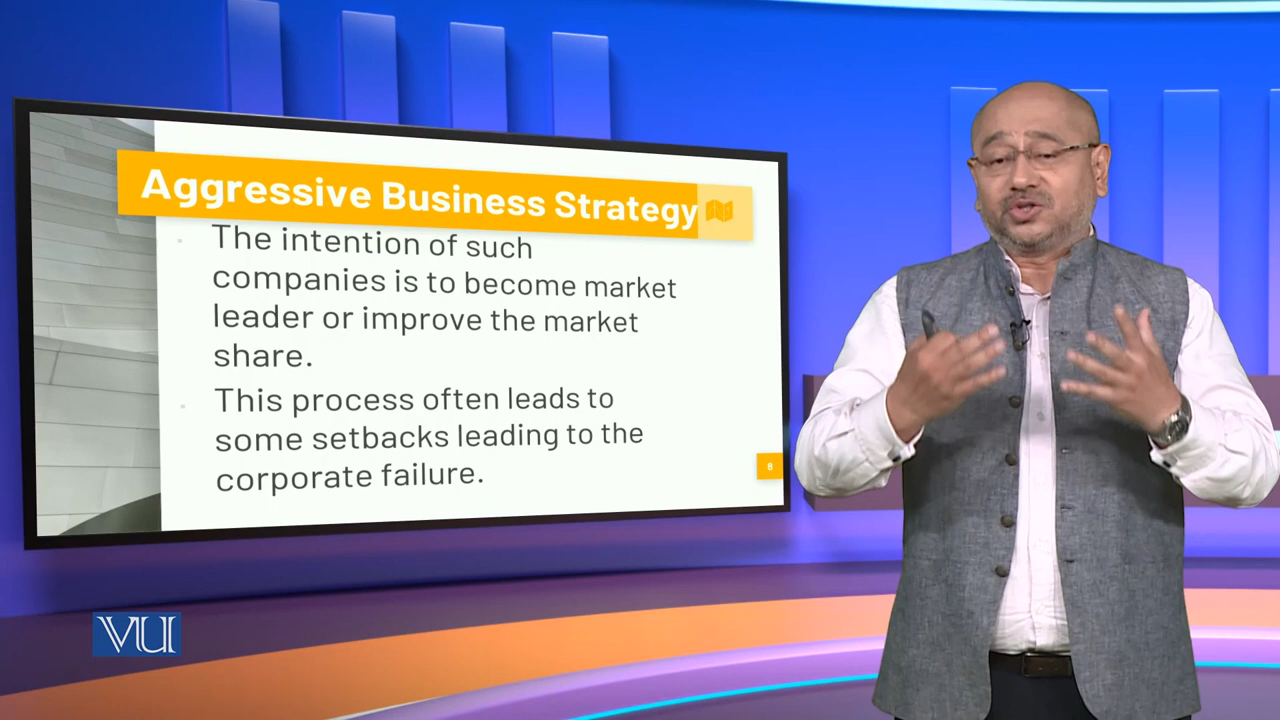 Aggressive Business Strategy
The intention of such
companies is to become market
leader or improve the market
share.
This process often leads to
some setbacks leading to the
corporate failure.
8
VU